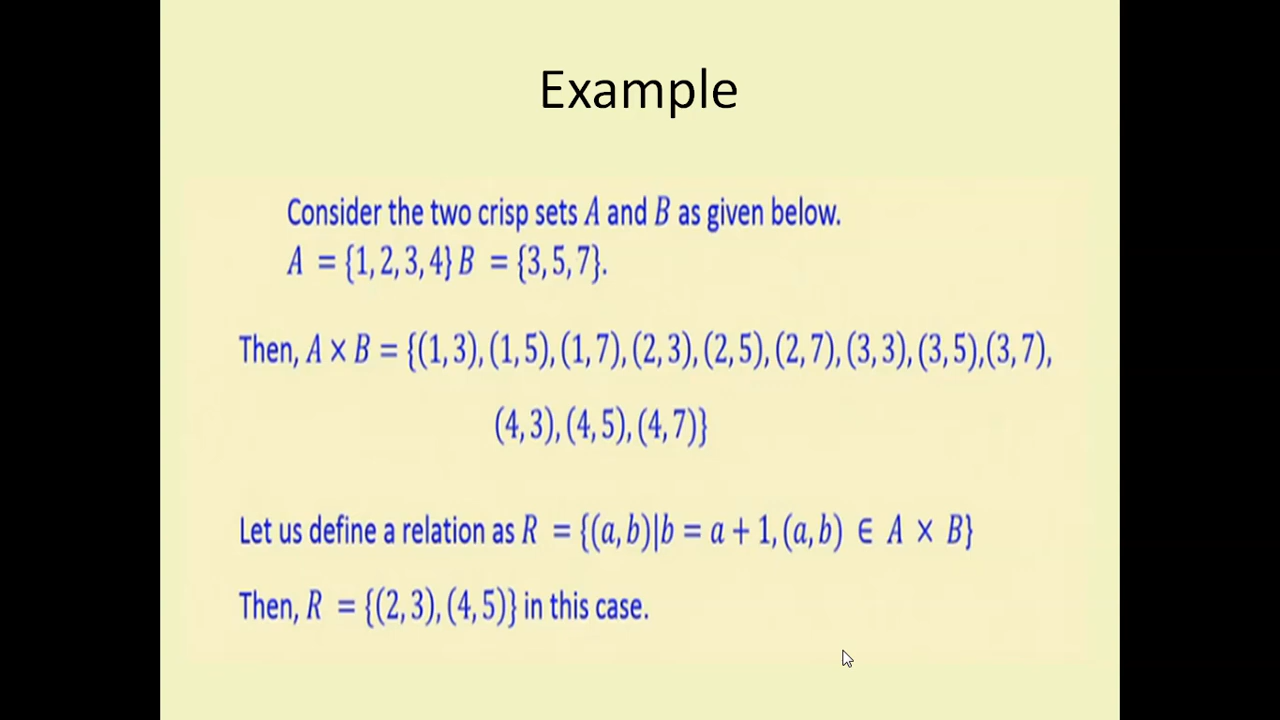 Example
Consider the two crisp sets A and B as given below.
A = {1, 2, 3, 4} B = {3, 5, 7}.
Then, A × B = {(1, 3), (1, 5), (1, 7), (2, 3), (2, 5), (2, 7), (3, 3), (3, 5),(3, 7),
(4, 3), (4, 5), (4, 7)}
Let us define a relation as R = {(a, b)|b = a + 1, (a, b) ∈ A × B}
Then, R = {(2, 3), (4, 5)} in this case.